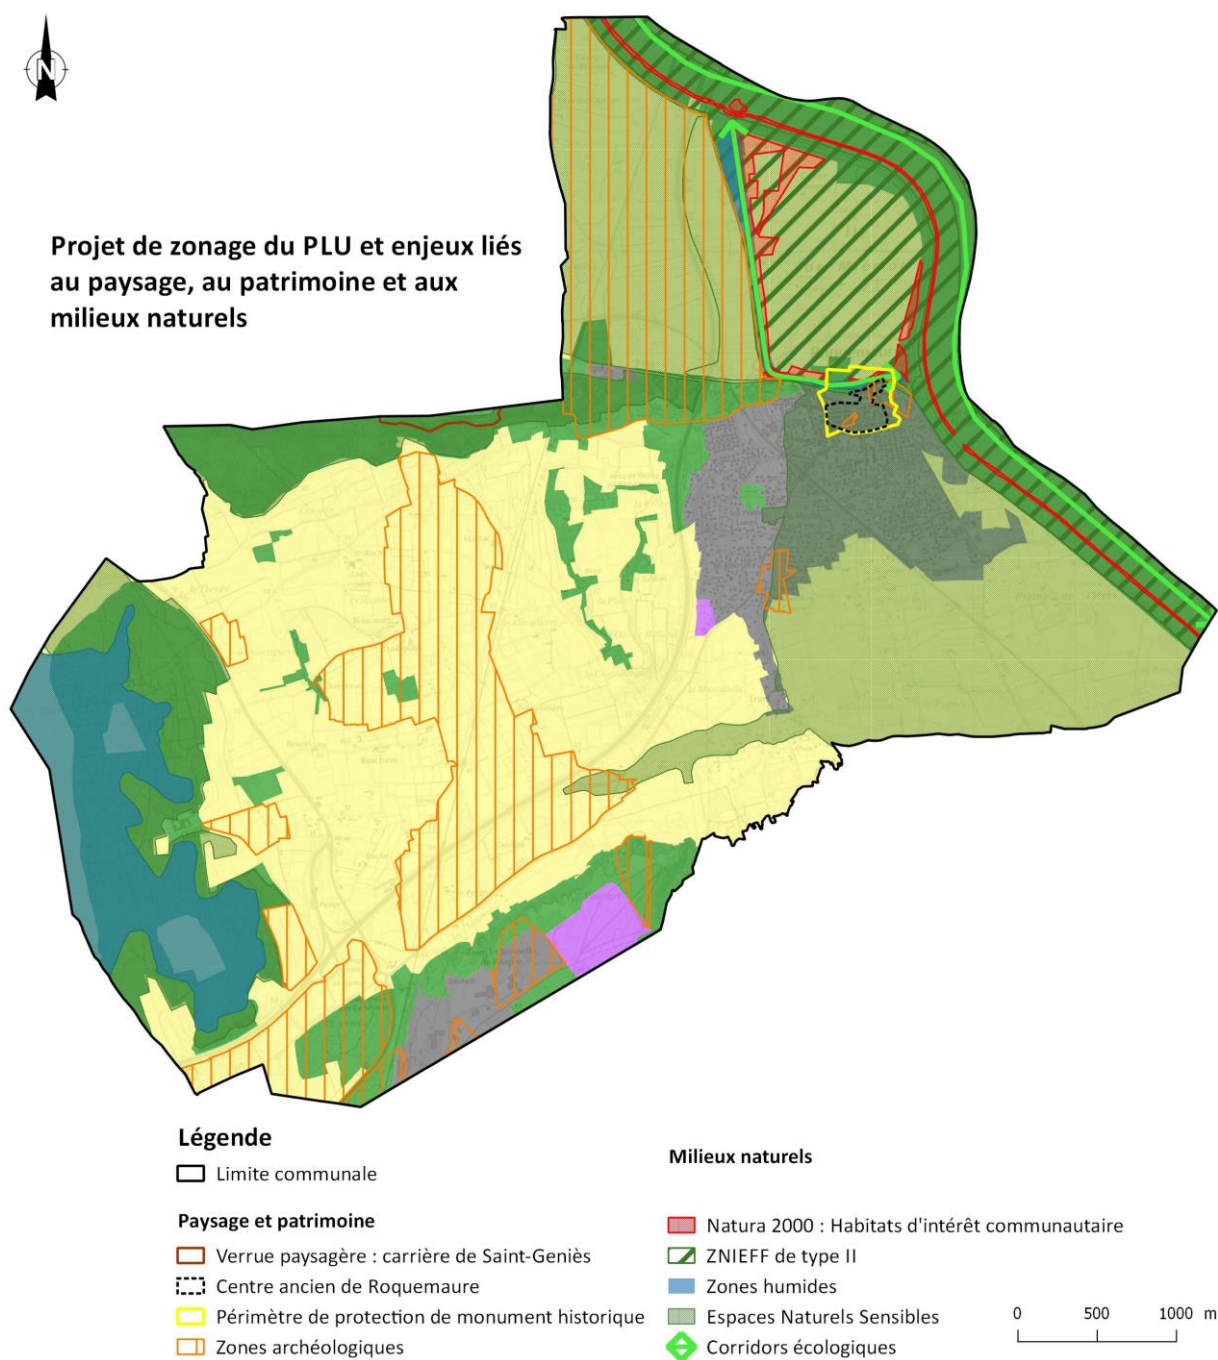 N
Projet de zonage du PLU et enjeux liés
au paysage, au patrimoine et aux
milieux naturels
Légende
Limite communale
Paysage et patrimoine
Verrue paysagère : carrière de Saint-Geniès
Centre ancien de Roquemaure
Périmètre de protection de monument historique
Zones archéologiques
Milieux naturels
Natura 2000 : Habitats d'intérêt communautaire
ZNIEFF de type II
Zones humides
Espaces Naturels Sensibles
Corridors écologiques
0 500 1000 m